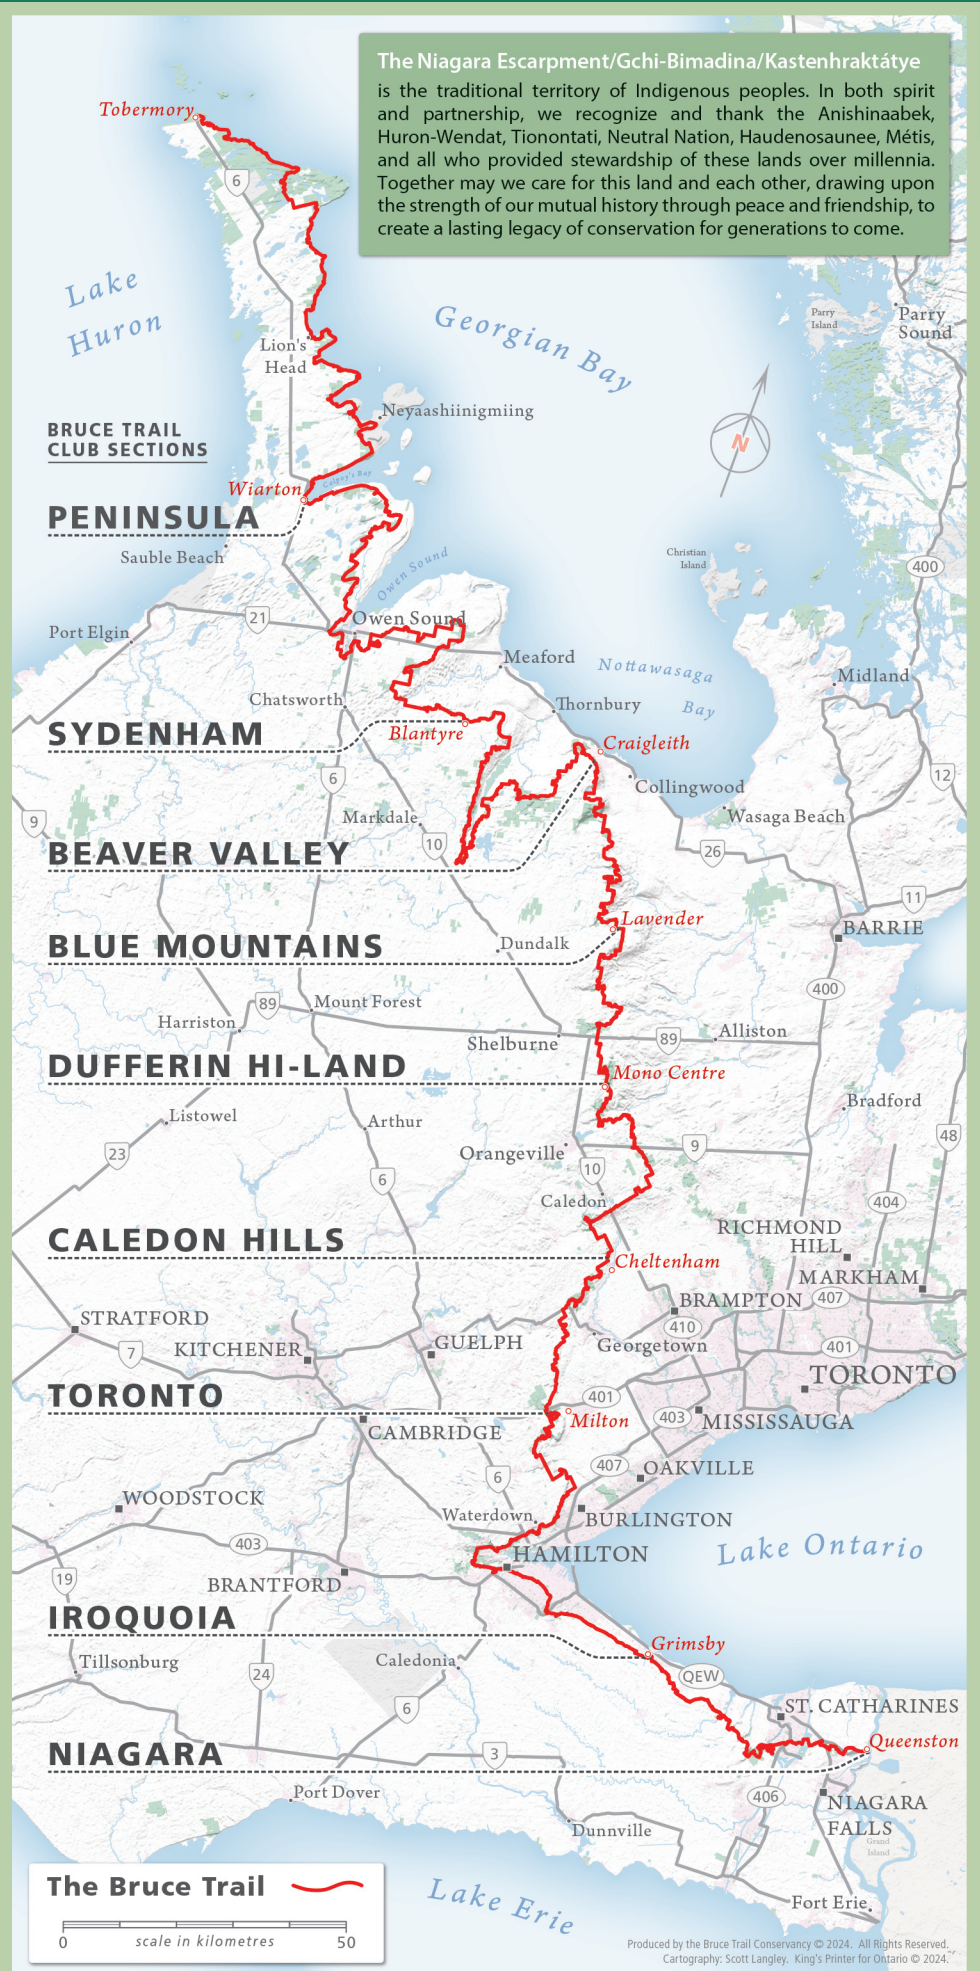 The Niagara Escarpment/Gchi-Bimadina/Kastenhraktátye
is the traditional territory of Indigenous peoples. In both spirit
and partnership, we recognize and thank the Anishinaabek,
Huron-Wendat, Tionontati, Neutral Nation, Haudenosaunee, Métis,
and all who provided stewardship of these lands over millennia.
Together may we care for this land and each other, drawing upon
the strength of our mutual history through peace and friendship, to
create a lasting legacy of conservation for generations to come.
Tobermory
6
Lake
Huron
Georgian Bay
Parry
Island
Parry
Sound
Lion's
Head
Neyaashiinigmiing
N
BRUCE TRAIL
CLUB SECTIONS
Colpoy's Bay
Wiarton
PENINSULA
Sauble Beach
Owen Sound
Christian
Island
400
21
Owen Sound
Port Elgin
Meaford
Nottawasaga
Bay
Midland
Chatsworth
Thornbury
SYDENHAM
Blantyre
Craigleith
6
Collingwood
12
9
Markdale
Wasaga Beach
10
26
BEAVER VALLEY
11
Lavender
BARRIE
BLUE MOUNTAINS
Dundalk
400
89
Mount Forest
Harriston
Shelburne
89
Alliston
DUFFERIN HI-LAND
Mono Centre
Listowel
Arthur
Bradford
48
23
Orangeville
9
10
6
Caledon
404
CALEDON HILLS
RICHMOND
HILL
Cheltenham
MARKHAM
BRAMPTON
407
STRATFORD
410
KITCHENER
GUELPH
Georgetown
401
7
TORONTO
TORONTO
401
Milton
403
MISSISSAUGA
CAMBRIDGE
407
OAKVILLE
6
WOODSTOCK
Waterdown
BURLINGTON
403
HAMILTON
Lake Ontario
19
BRANTFORD
IROQUOIA
Grimsby
Tillsonburg
Caledonia
24
QEW
6
ST. CATHARINES
Queenston
NIAGARA
3
Port Dover
406
NIAGARA
FALLS
Dunnville
Grand
Island
The Bruce Trail
Lake Erie
Fort Erie
0
scale in kilometres
50
Produced by the Bruce Trail Conservancy © 2024. All Rights Reserved.
Cartography: Scott Langley. King's Printer for Ontario © 2024.